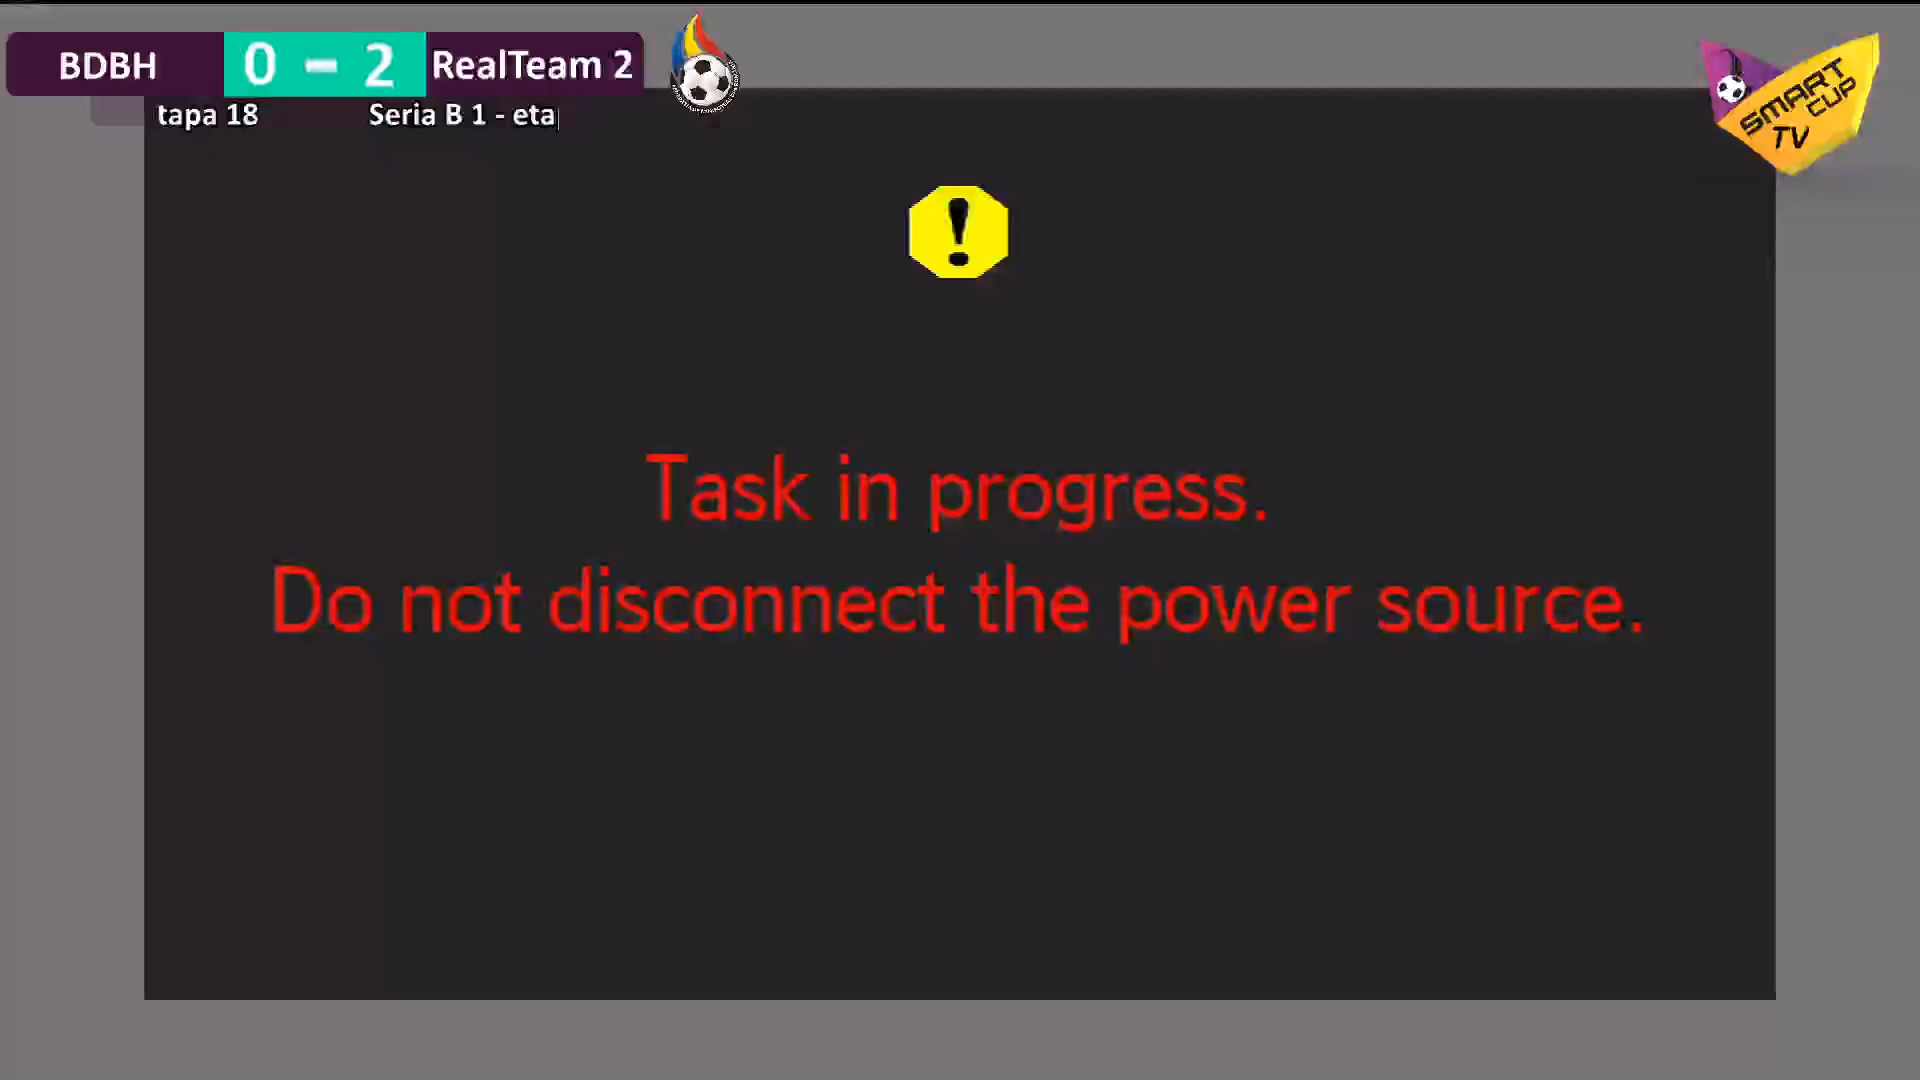 BDBH 0 - 2 RealTeam 2
tapa 18 Seria B 1 - eta
SMART
CUP
TV
!
Task in progress.
Do not disconnect the power source.